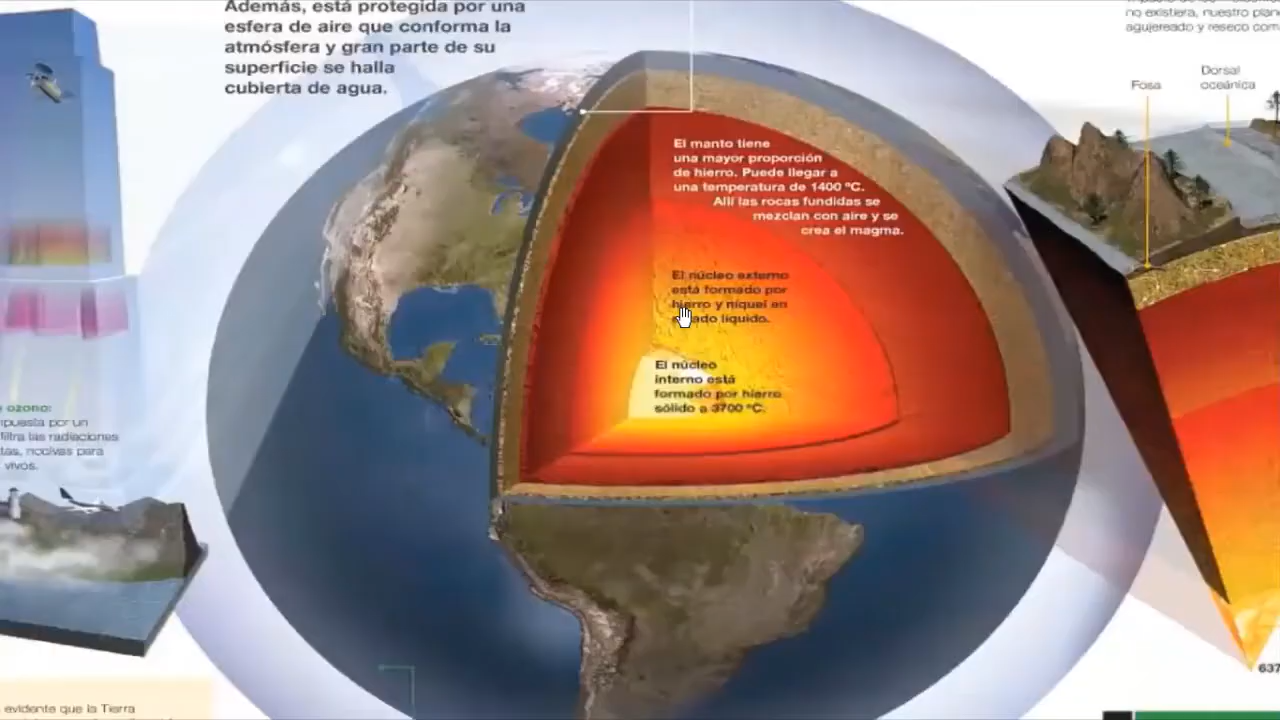 Además, está protegida por una
esfera de aire que conforma la
atmósfera y gran parte de su
superficie se halla
cubierta de agua.
no existiera, nuestro
agujereado y reseco
Dorsal
oceánica
Fosa
El manto tiene
una mayor proporción
de hierro. Puede llegar a
una temperatura de 1400 ºC.
Allí las rocas fundidas se
mezclan con aire y se
crea el magma.
El núcleo externo
está formado por
hierro y níquel en
líquido.
El núcleo
interno está
formado por hierro
sólido a 3700 ºC.
ozono:
por un
filtra las radiaciones
nocivas para
vivos.
evidente que la Tierra